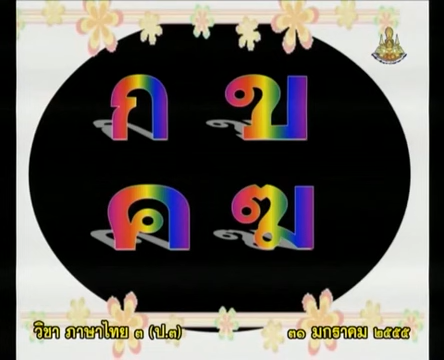 ก ข
ค ฆ
วิชา ภาษาไทย ๓ (ป.๓) ๓๑ มกราคม ๒๕๕๕